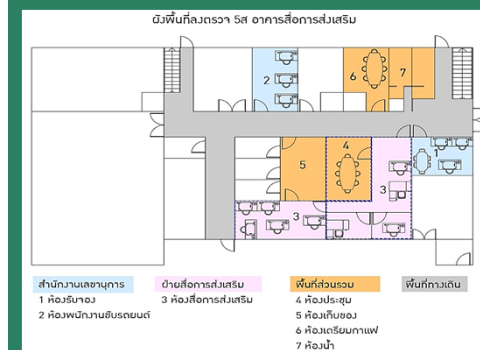 ผังพื้นที่ลงตรวจ 5ส อาคารสื่อการส่งเสริม
2
6
7
5
4
3
1
3
สำนักงานเลขานุการ
1 ห้องรับจอง
2 ห้องพนักงานขับรถยนต์
ฝ่ายสื่อการส่งเสริม
3 ห้องสื่อการส่งเสริม
พื้นที่ส่วนรวม
4 ห้องประชุม
5 ห้องเก็บของ
6 ห้องเตรียมกาแฟ
7 ห้องน้ำ
พื้นที่ทางเดิน